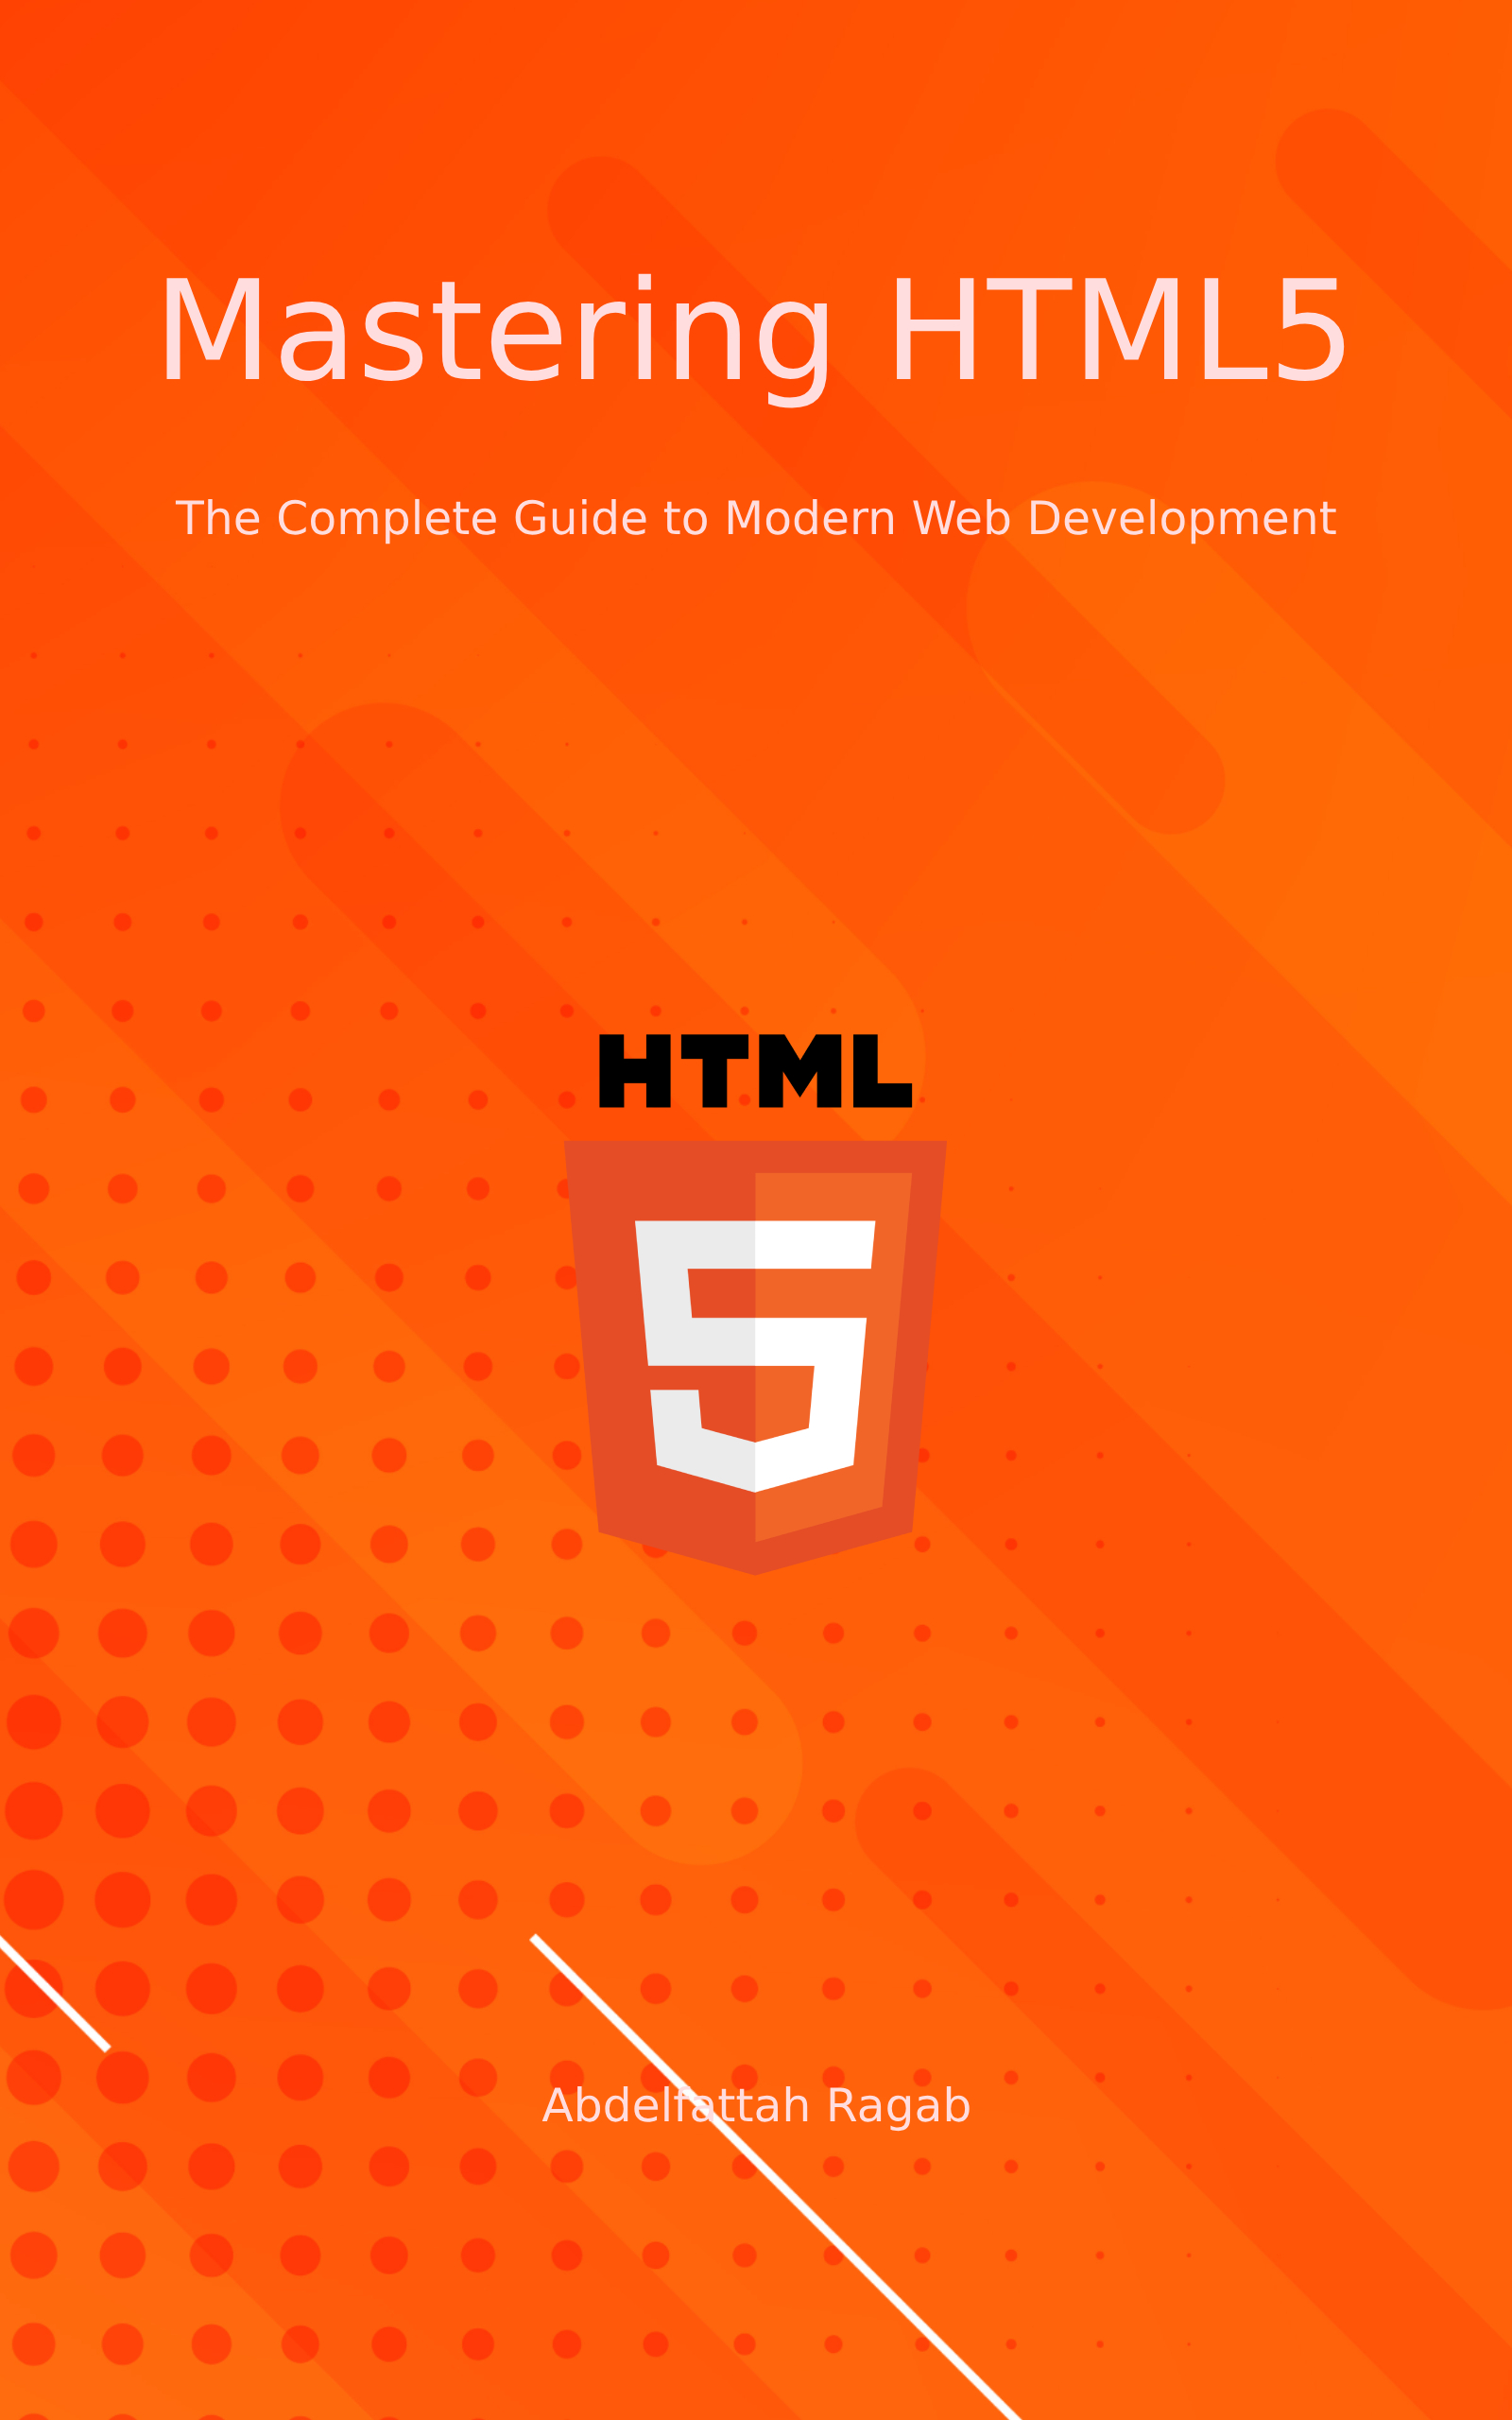 Mastering HTML5
The Complete Guide to Modern Web Development
HTML
5
Abdelfattah Ragab